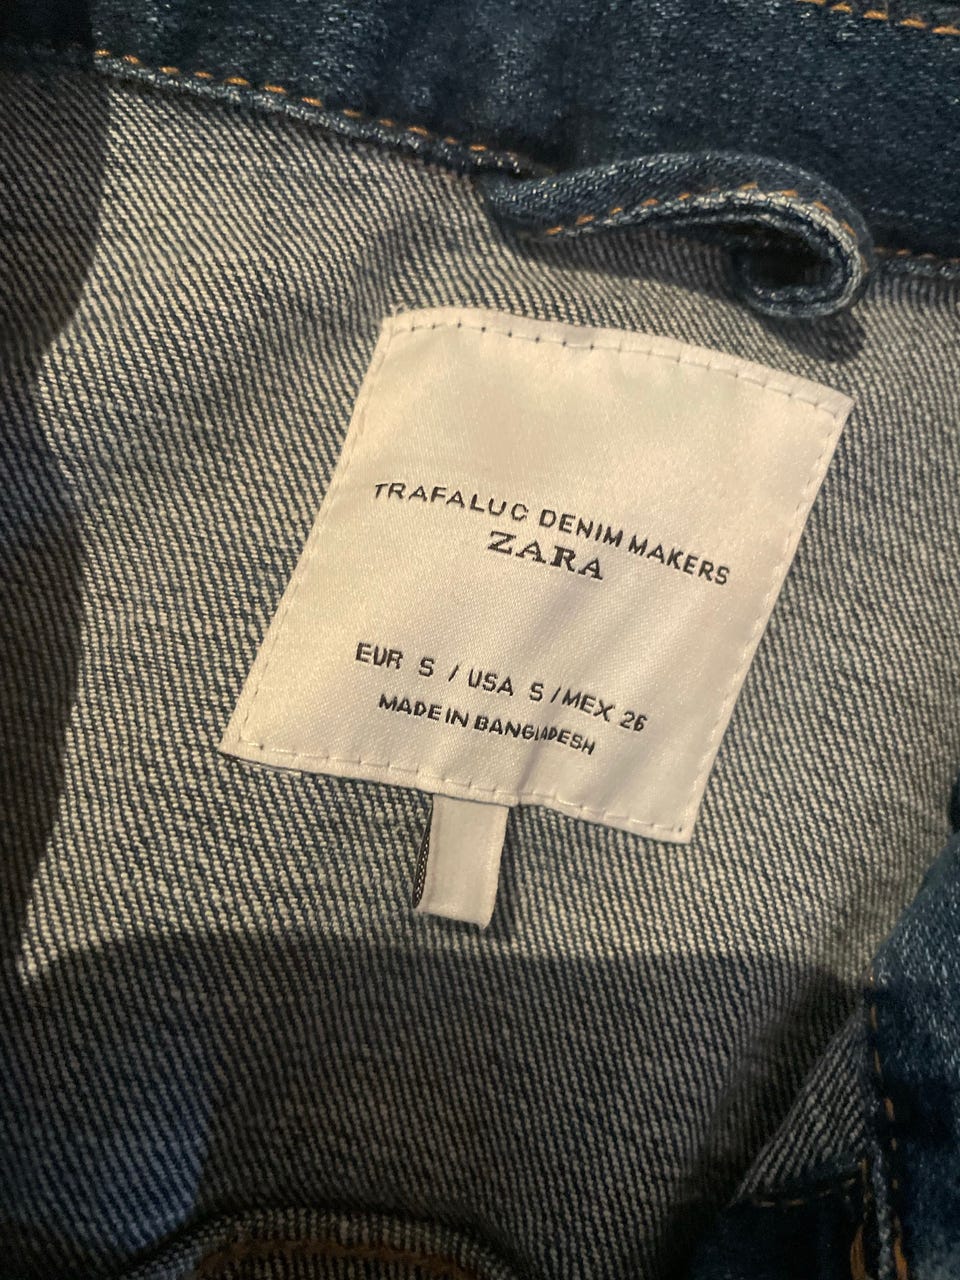 TRAFALUC DENIM MAKERS
ZARA
EUR S / USA S / MEX 26
MADE IN BANGLADESH